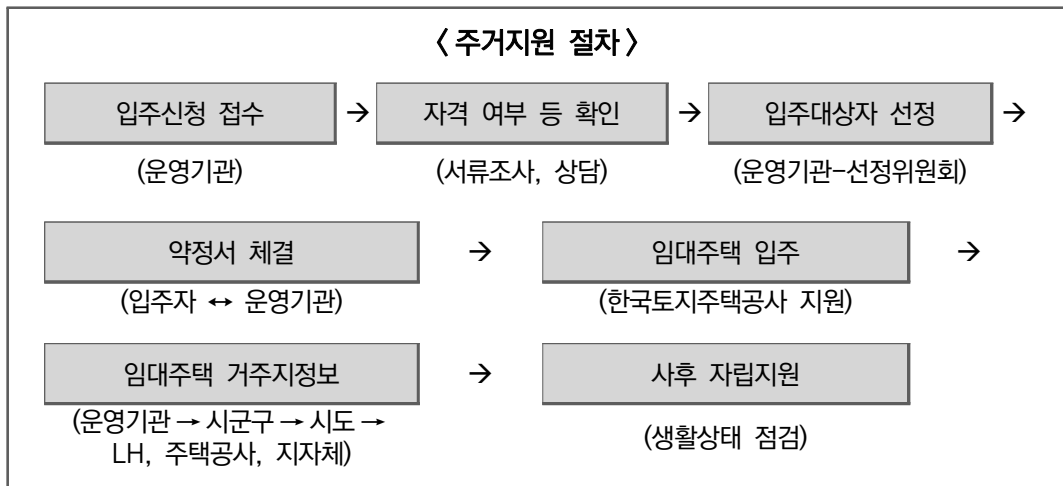 〈 주거지원 절차 〉
입주신청 접수 → 자격 여부 등 확인 → 입주대상자 선정 →
(운영기관) (서류조사, 상담) (운영기관-선정위원회)
약정서 체결 → 임대주택 입주 →
(입주자 ↔ 운영기관) (한국토지주택공사 지원)
임대주택 거주지정보 → 사후 자립지원
(운영기관 → 시군구 → 시도 →
LH, 주택공사, 지자체) (생활상태 점검)